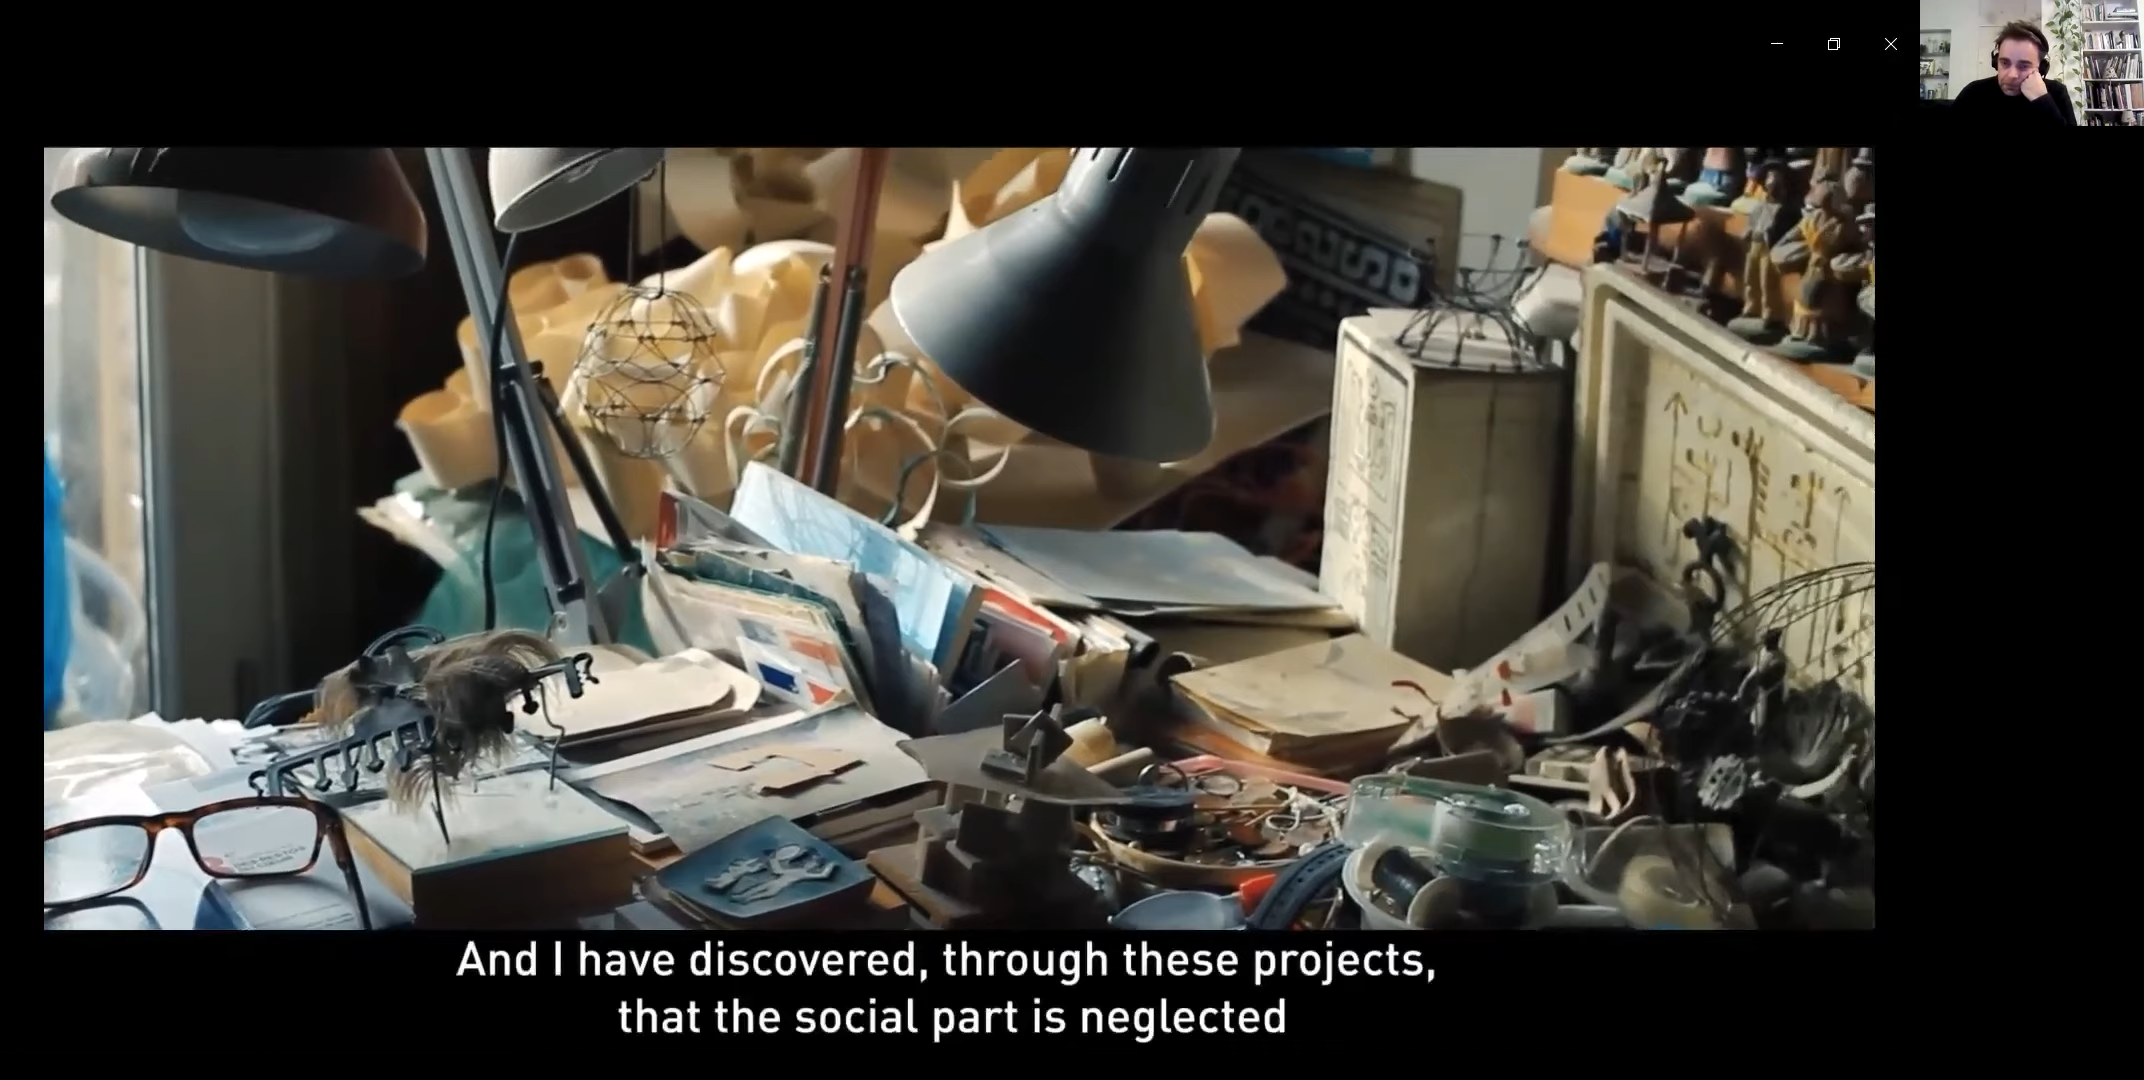 And I have discovered, through these projects,
that the social part is neglected